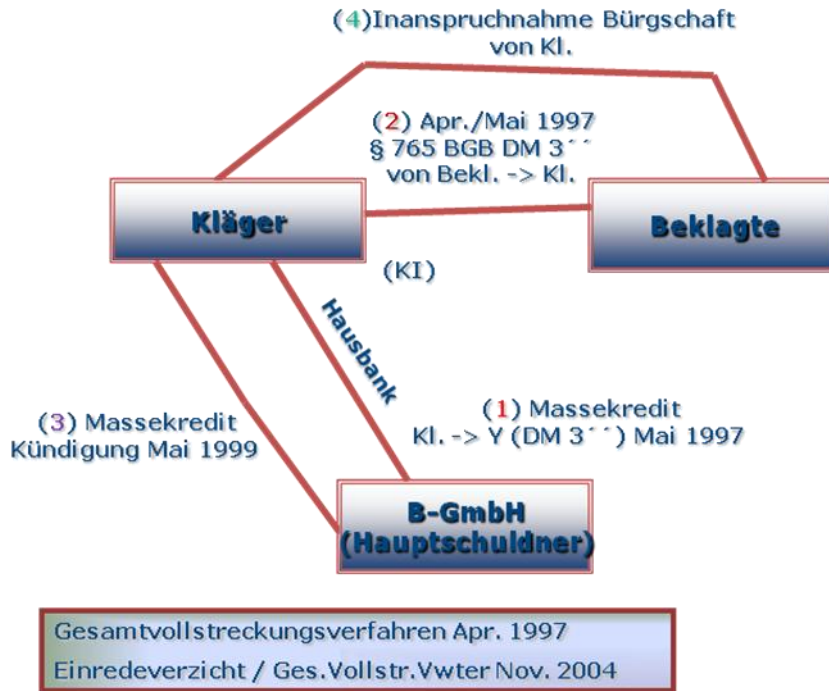 (4)Inanspruchnahme Bürgschaft
von Kl.
(2) Apr./Mai 1997
§ 765 BGB DM 3´´
von Bekl. -> Kl.
Kläger
Beklagte
(KI)
Hausbank
(3) Massekredit
Kündigung Mai 1999
(1) Massekredit
Kl. -> Y (DM 3´´) Mai 1997
B-GmbH
(Hauptschuldner)
Gesamtvollstreckungsverfahren Apr. 1997
Einredeverzicht / Ges.Vollstr.Vwter Nov. 2004